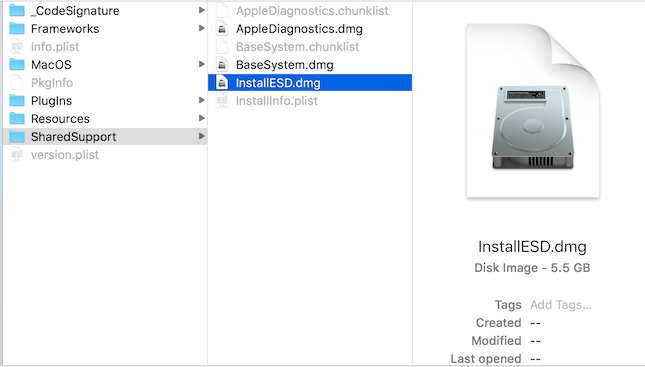 _CodeSignature
Frameworks
Info.plist
MacOS
PkgInfo
PlugIns
Resources
SharedSupport
version.plist
AppleDiagnostics.chunklist
AppleDiagnostics.dmg
BaseSystem.chunklist
BaseSystem.dmg
InstallESD.dmg
InstallInfo.plist
InstallESD.dmg
Disk Image - 5.5 GB
Tags Add Tags...
Created --
Modified --
Last opened --